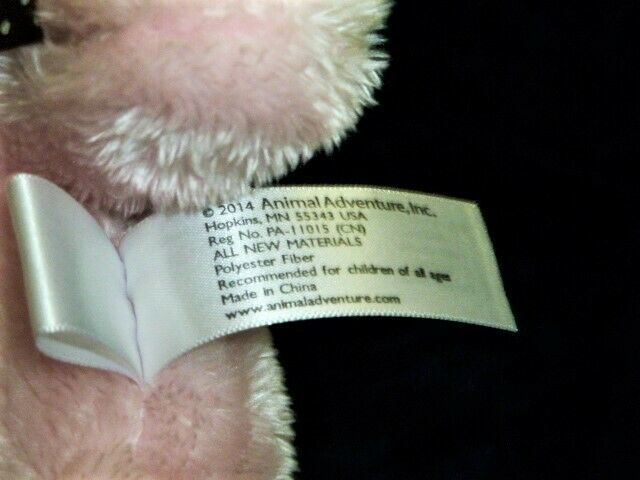 © 2014 Animal Adventure, Inc.
Hopkins, MN 55343 USA
Reg No. PA-11015 (CN)
ALL NEW MATERIALS
Polyester Fiber
Recommended for children of all ages
Made in China
www.animaladventure.com